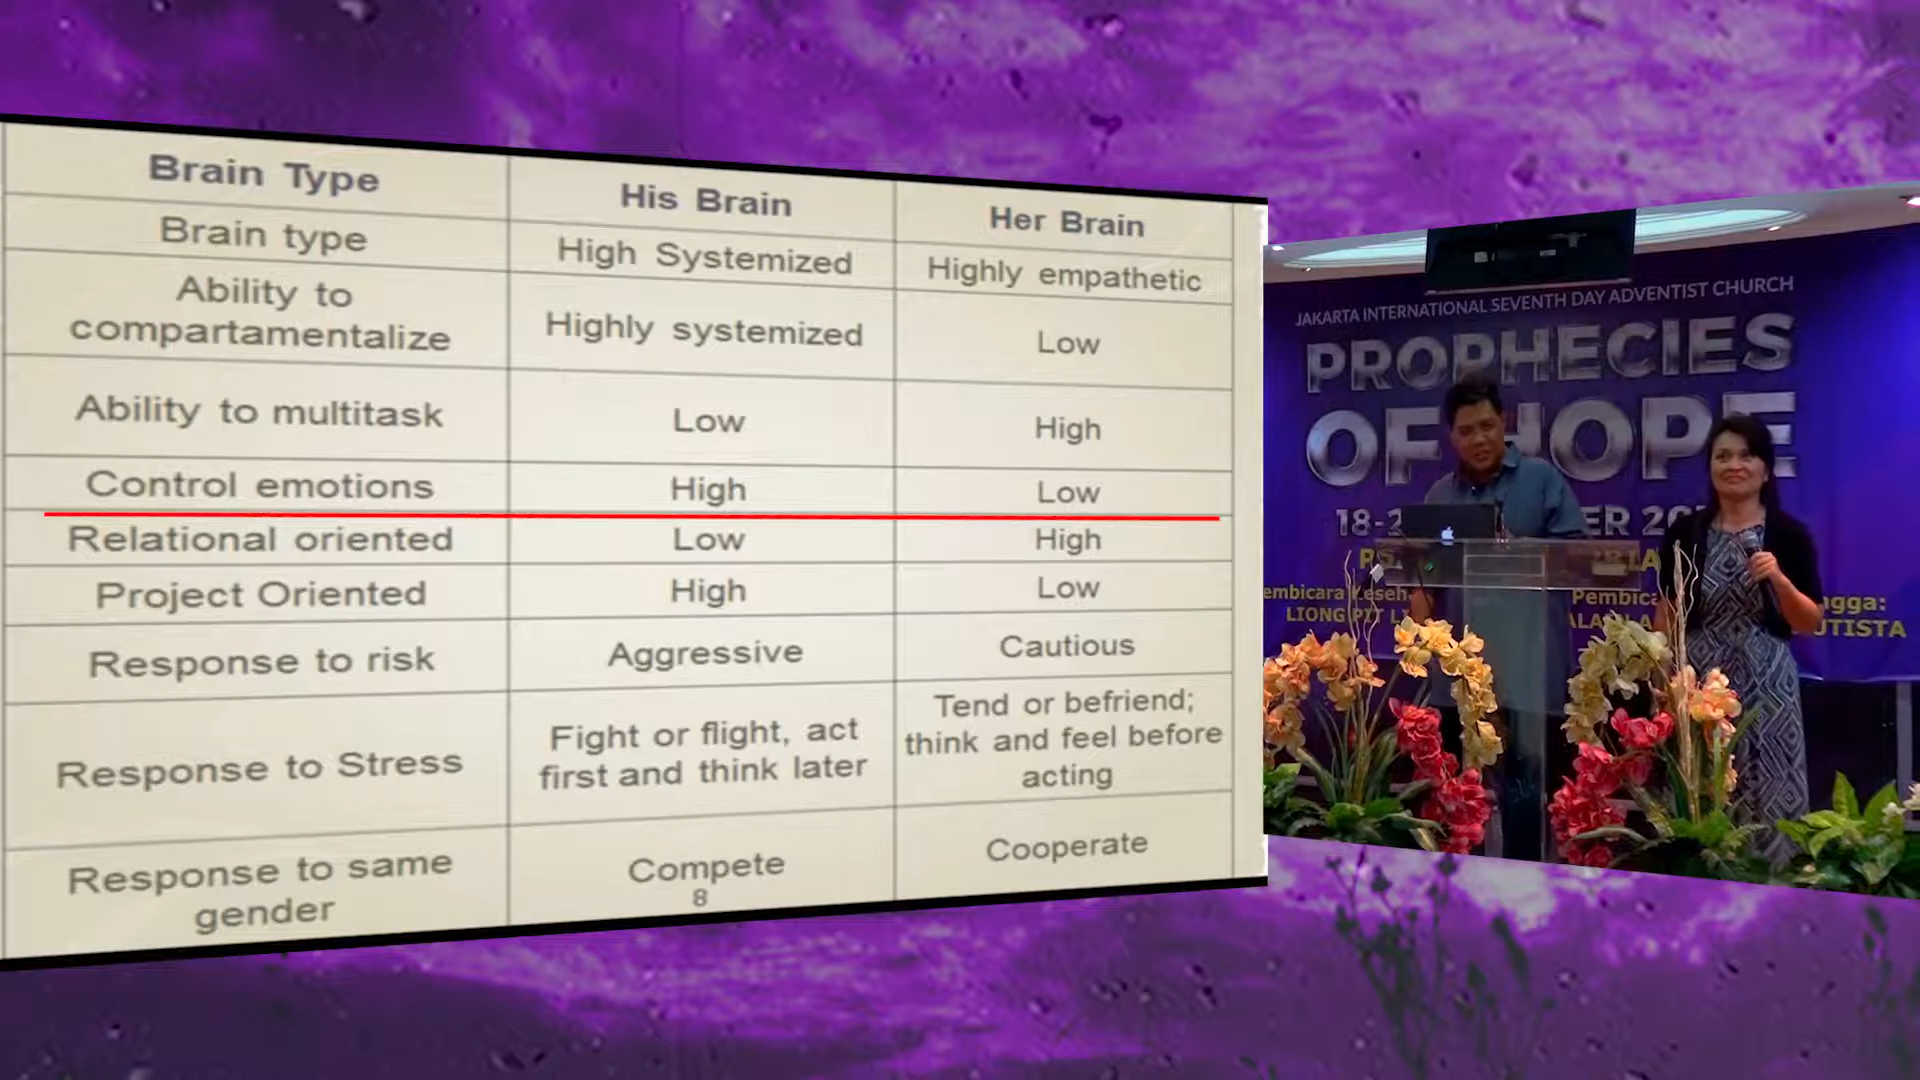 Brain Type
His Brain
Her Brain
Brain type
High Systemized
Highly empathetic
Ability to
compartamentalize
Highly systemized
Low
Ability to multitask
Low
High
Control emotions
High
Low
Relational oriented
Low
High
Project Oriented
High
Low
Response to risk
Aggressive
Cautious
Response to Stress
Fight or flight, act
first and think later
Tend or befriend;
think and feel before
acting
Response to same
gender
Compete
Cooperate
8
JAKARTA INTERNATIONAL SEVENTH DAY ADVENTIST CHURCH
PROPHECIES
OF HOPE
LIONG PIT